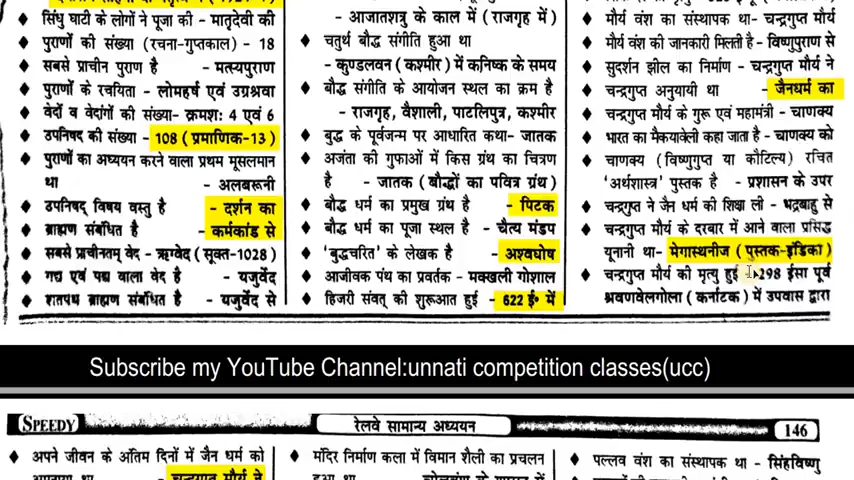 सिंधु घाटी के लोगों ने पूजा की - मातृदेवी की
पुराणों की संख्या (रचना-गुप्तकाल) - 18
सबसे प्राचीन पुराण है - मत्स्यपुराण
पुराणों के रचयिता - लोमहर्ष एवं उग्रश्रवा
वेदों व वेदांगों की संख्या- क्रमशः 4 एवं 6
उपनिषद की संख्या - 108 (प्रमाणिक-13)
पुराणों का अध्ययन करने वाला प्रथम मूसलमान
था - अलबरूनी
उपनिषद् विषय वस्तु है - दर्शन का
ब्राह्मण संबंधित है - कर्मकांड से
सबसे प्राचीनतम् वेद - ऋग्वेद (सूक्त-1028)
गद्य एवं पद्य वाला वेद है - यजुर्वेद
शतपथ ब्राह्मण संबंधित है - यजुर्वेद से
- आजातशत्रु के काल में (राजगृह में)
चतुर्थ बौद्ध संगीति हुआ था
- कुण्डलवन (कश्मीर) में कनिष्क के समय
बौद्ध संगीति के आयोजन स्थल का क्रम है
- राजगृह, वैशाली, पाटलिपुत्र, कश्मीर
बुद्ध के पूर्वजन्म पर आधारित कथा- जातक
अजंता की गुफाओं में किस ग्रंथ का चित्रण
है - जातक (बौद्धों का पवित्र ग्रंथ)
बौद्ध धर्म का प्रमुख ग्रंथ है - पिटक
बौद्ध धर्म का पूजा स्थल है - चैत्य मंडप
'बुद्धचरित' के लेखक है - अश्वघोष
आजीवक पंथ का प्रवर्तक - मक्खली गोशाल
हिजरी संवत् की शुरूआत हुई - 622 ई॰ में
मौर्य वंश का संस्थापक था- चन्द्रगुप्त मौर्य
मौर्य वंश की जानकारी मिलती है - विष्णुपुराण से
सुदर्शन झील का निर्माण - चन्द्रगुप्त मौर्य ने
चन्द्रगुप्त अनुयायी था - जैनधर्म का
चन्द्रगुप्त मौर्य के गुरू एवं महामंत्री - चाणक्य
भारत का मैकयावेली कहा जाता है - चाणक्य को
चाणक्य (विष्णुगुप्त या कौटिल्य) रचित
'अर्थशास्त्र' पुस्तक है - प्रशासन के उपर
चन्द्रगुप्त ने जैन धर्म की शिक्षा ली - भद्रबाहु से
चन्द्रगुप्त मौर्य के दरबार में आने वाला प्रसिद्ध
यूनानी था- मेगास्थनीज (पुस्तक-इंडिका)
चन्द्रगुप्त मौर्य की मृत्यु हुई - 298 ईसा पूर्व
श्रवणवेलगोला (कर्नाटक) में उपवास द्वारा
Subscribe my YouTube Channel:unnati competition classes(ucc)
SPEEDY रेलवे सामान्य अध्ययन 146
अपने जीवन के अंतिम दिनों में जैन धर्म को
चन्द्रगुप्त मौर्य ने
मंदिर निर्माण कला में विमान शैली का प्रचलन
पल्लव वंश का संस्थापक था - सिंहविष्णु